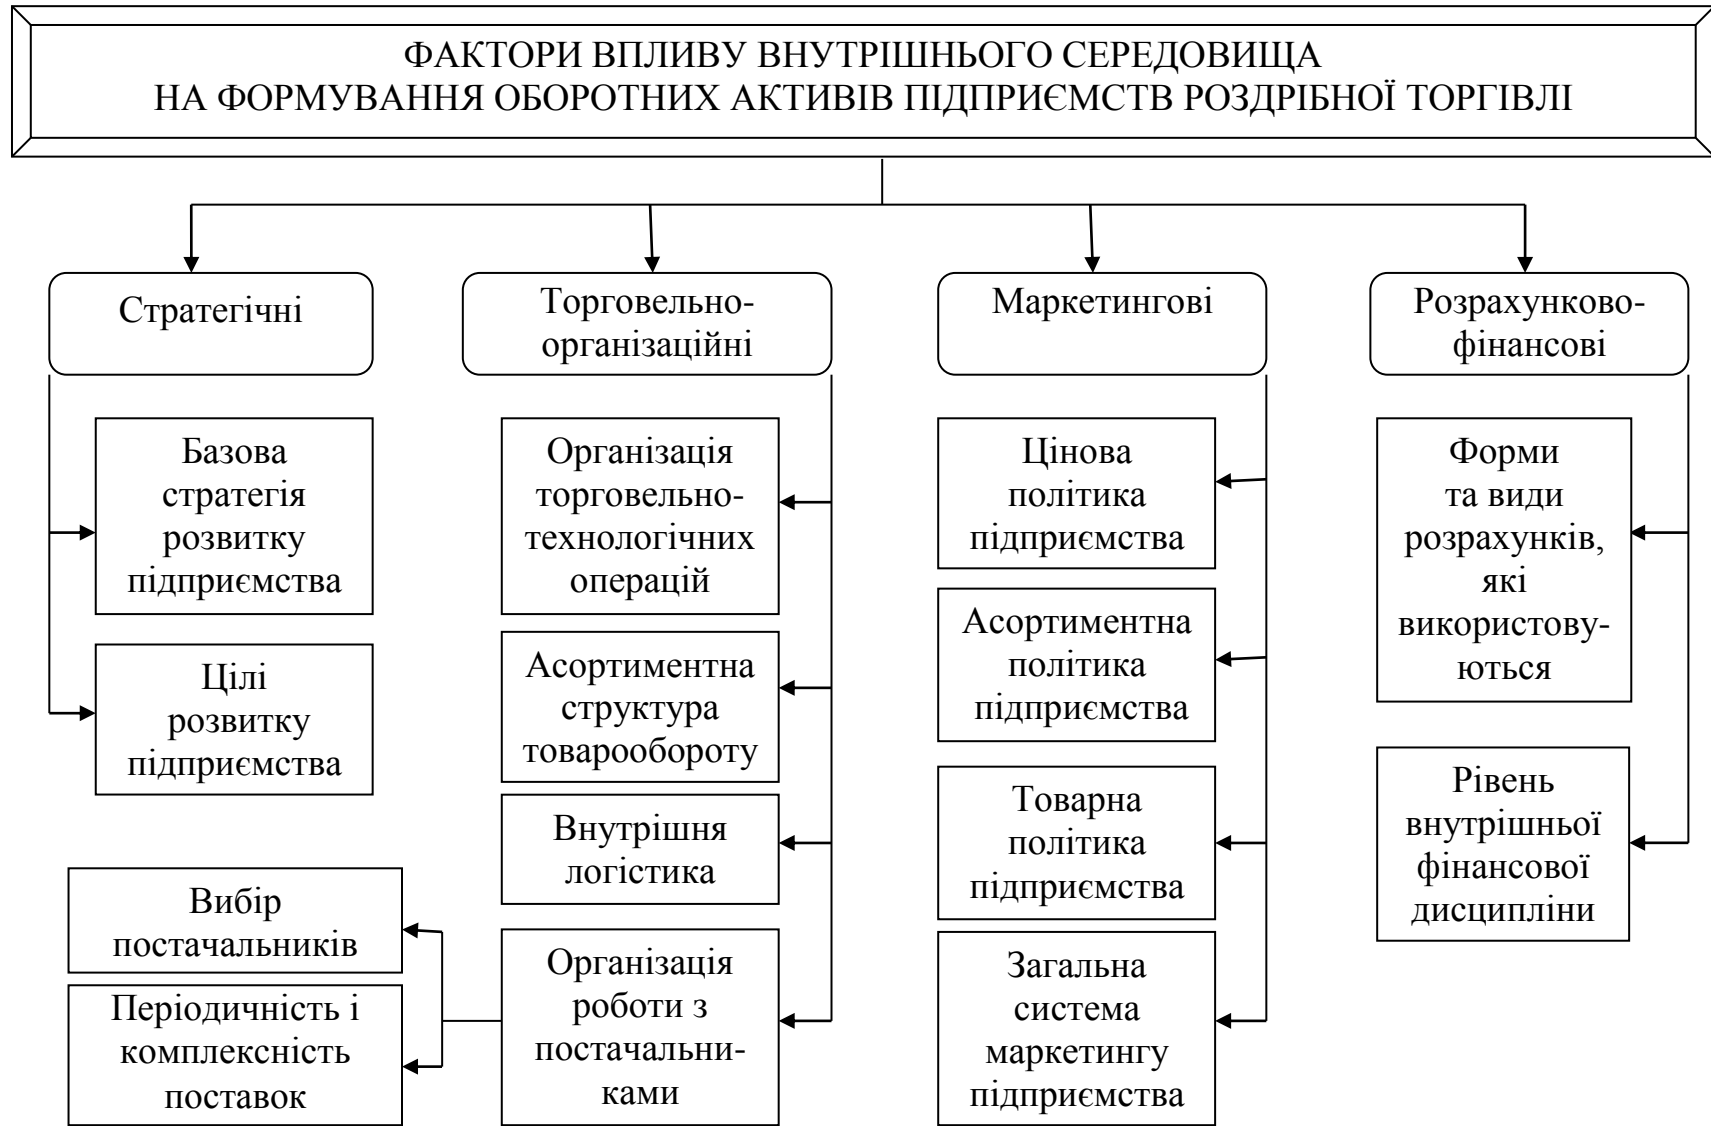 ФАКТОРИ ВПЛИВУ ВНУТРІШНЬОГО СЕРЕДОВИЩА
НА ФОРМУВАННЯ ОБОРОТНИХ АКТИВІВ ПІДПРИЄМСТВ РОЗДРІБНОЇ ТОРГІВЛІ
Стратегічні
Базова
стратегія
розвитку
підприємства
Цілі
розвитку
підприємства
Торговельно-
організаційні
Організація
торговельно-
технологічних
операцій
Асортиментна
структура
товарообороту
Внутрішня
логістика
Організація
роботи з
постачальни-
ками
Вибір
постачальників
Періодичність і
комплексність
поставок
Маркетингові
Цінова
політика
підприємства
Асортиментна
політика
підприємства
Товарна
політика
підприємства
Загальна
система
маркетингу
підприємства
Розрахунково-
фінансові
Форми
та види
розрахунків,
які
використову-
ються
Рівень
внутрішньої
фінансової
дисципліни